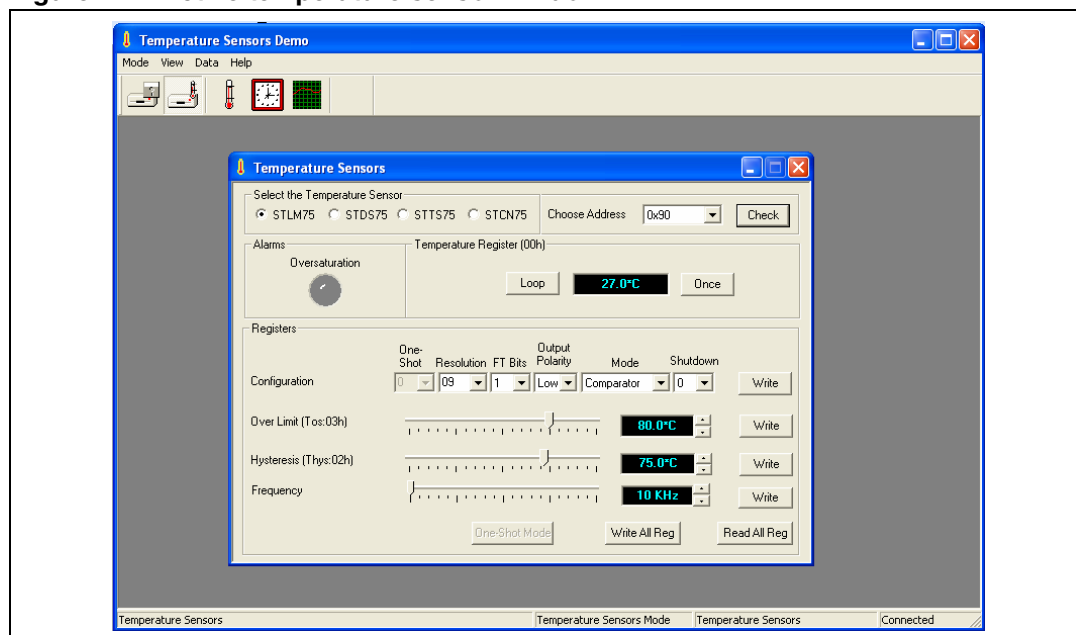 Temperature Sensors Demo
Mode View Data Help
Temperature Sensors
Select the Temperature Sensor
STLM75 STDS75 STTS75 STCN75 Choose Address 0x90 Check
Alarms
Temperature Register (00h)
Oversaturation
Loop 27.0°C Once
Registers
One-Shot Resolution FT Bits Output Polarity Mode Shutdown
Configuration 0 09 1 Low Comparator 0 Write
Over Limit (Tos:03h) 80.0°C Write
Hysteresis (Thys:02h) 75.0°C Write
Frequency 10 KHz Write
One-Shot Mode Write All Reg Read All Reg
Temperature Sensors Temperature Sensors Mode Temperature Sensors Connected